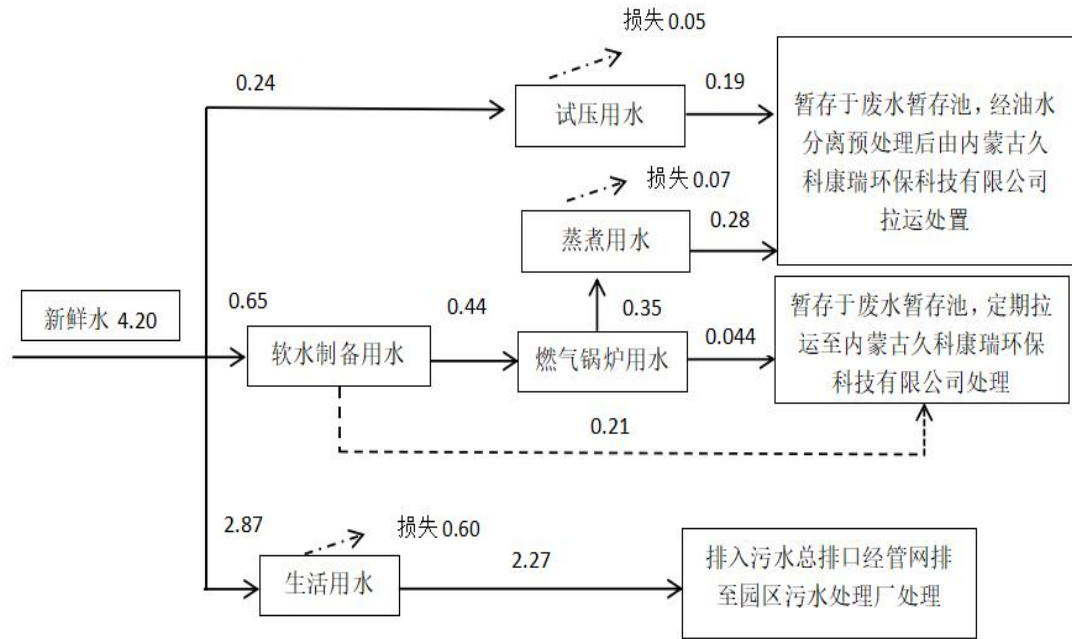 损失0.05
0.24
试压用水
0.19
暂存于废水暂存池，经油水
分离预处理后由内蒙古久
科康瑞环保科技有限公司
拉运处置
损失0.07
蒸煮用水
0.28
新鲜水 4.20
0.65
软水制备用水
0.44
0.35
燃气锅炉用水
0.044
暂存于废水暂存池，定期拉
运至内蒙古久科康瑞环保
科技有限公司处理
0.21
2.87
损失0.60
生活用水
2.27
排入污水总排口经管网排
至园区污水处理厂处理